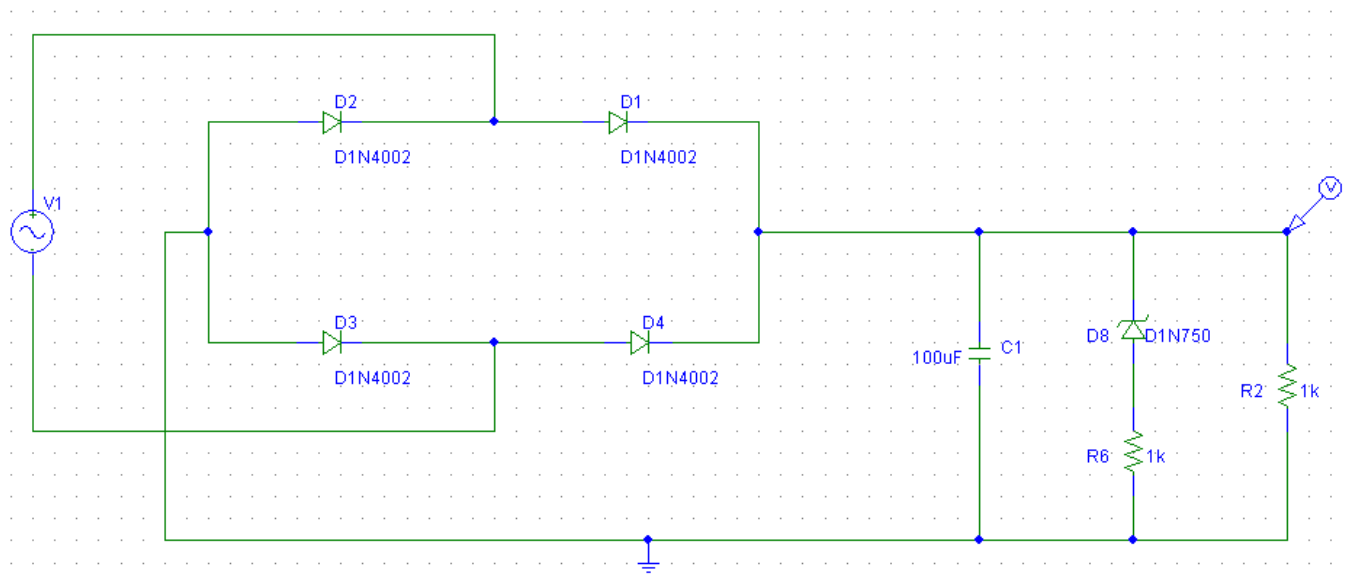 D2
D1
D1N4002
D1N4002
V1
+
-
V
D3
D4
D1N4002
D1N4002
100uF
C1
D8
D1N750
R2
1k
R6
1k